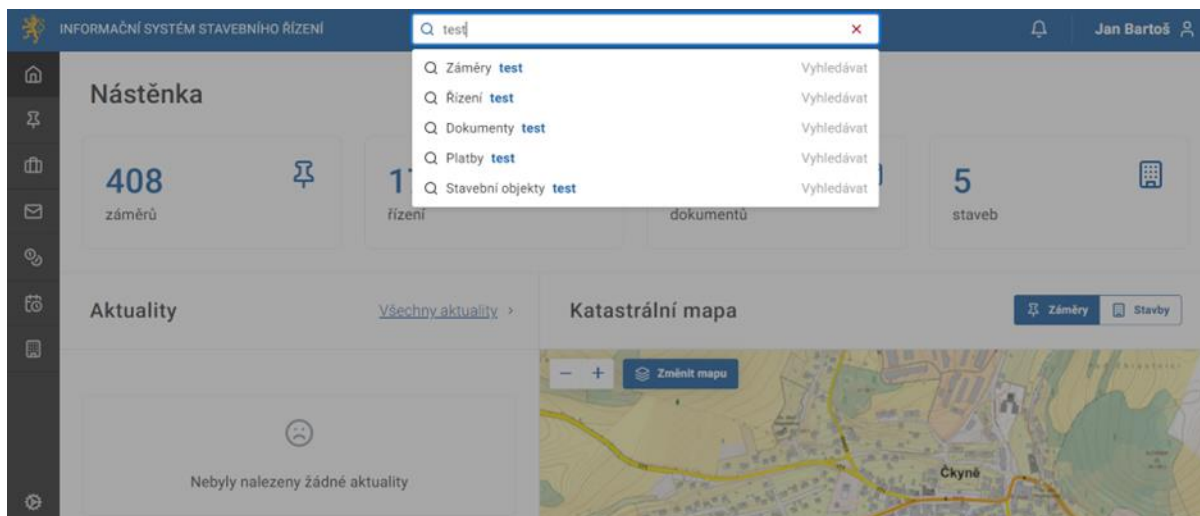 INFORMAČNÍ SYSTÉM STAVEBNÍHO ŘÍZENÍ
test
Jan Bartoš
Záměry test Vyhledávat
Řízení test Vyhledávat
Dokumenty test Vyhledávat
Platby test Vyhledávat
Stavební objekty test Vyhledávat
Nástěnka
408
záměrů
řízení
dokumentů
5
staveb
Aktuality
Všechny aktuality
Katastrální mapa
Záměry
Stavby
Změnit mapu
Nebyly nalezeny žádné aktuality
Čkyně